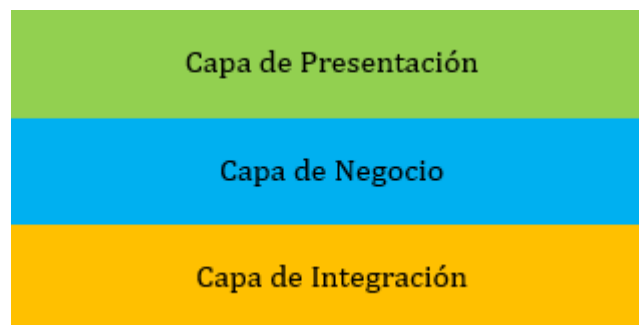 Capa de Presentación
Capa de Negocio
Capa de Integración